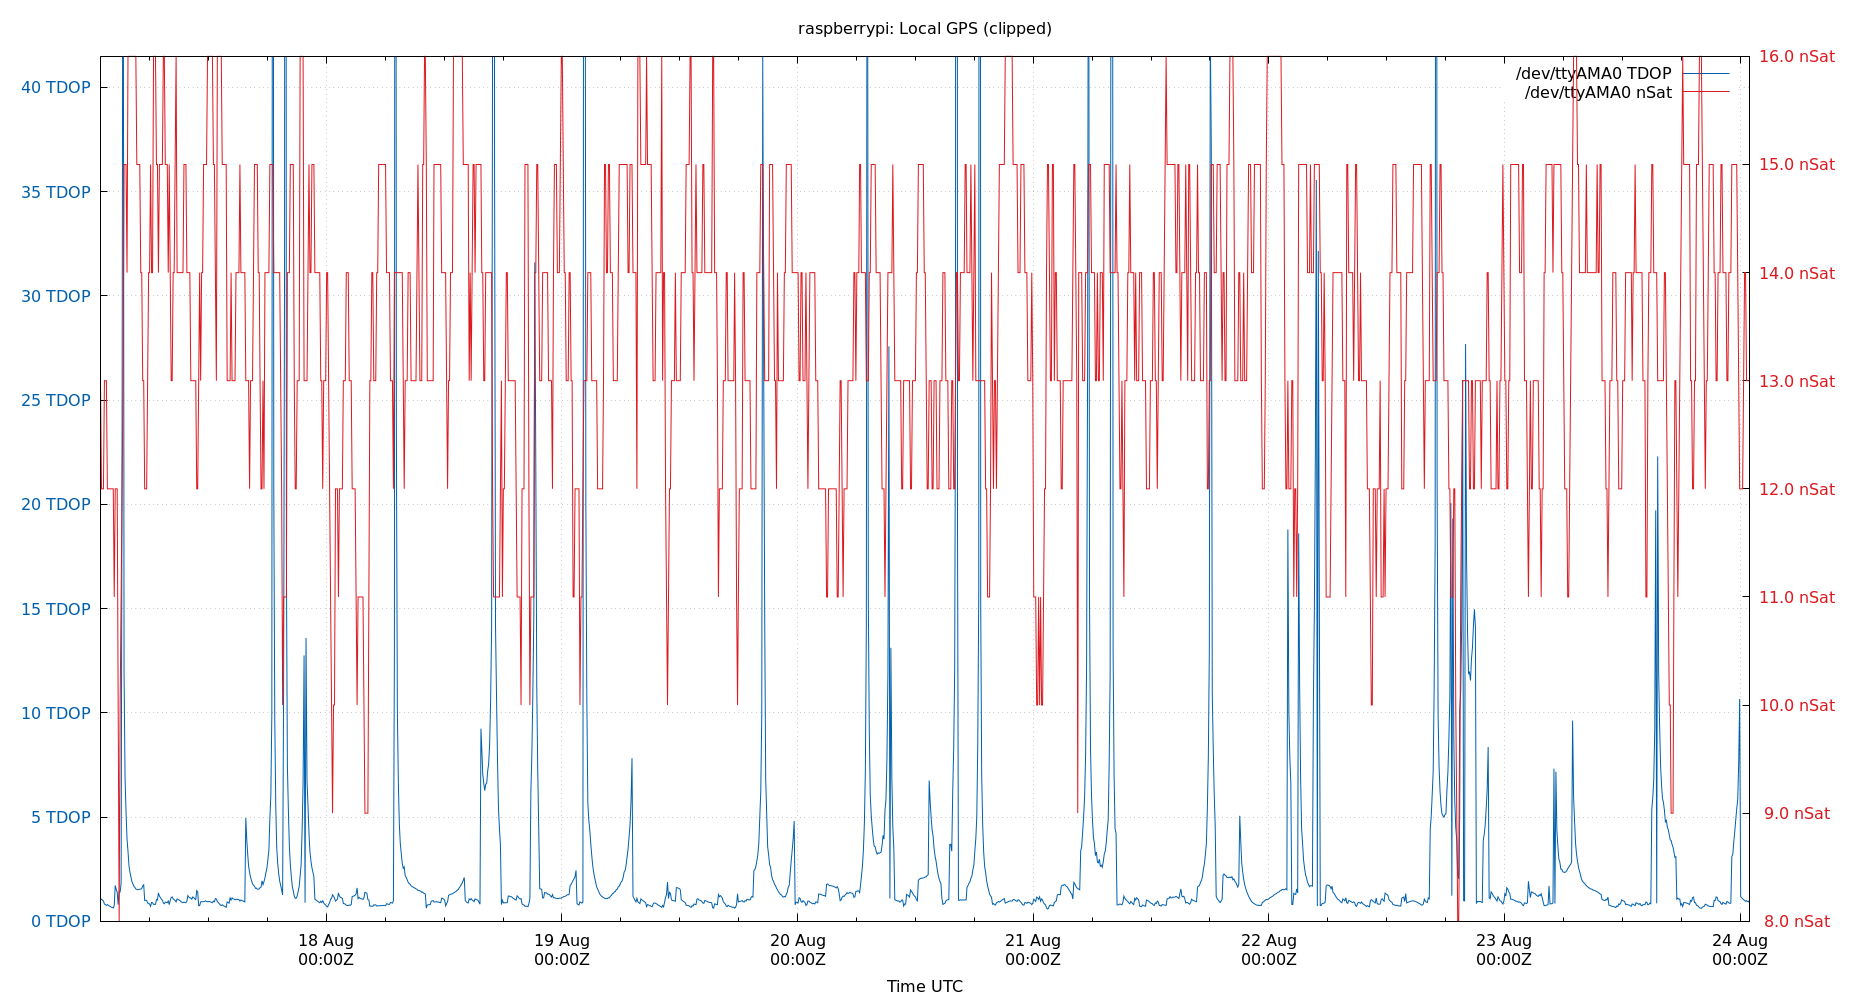 raspberrypi: Local GPS (clipped)
/dev/ttyAMA0 TDOP
/dev/ttyAMA0 nSat
40 TDOP
35 TDOP
30 TDOP
25 TDOP
20 TDOP
15 TDOP
10 TDOP
5 TDOP
0 TDOP
16.0 nSat
15.0 nSat
14.0 nSat
13.0 nSat
12.0 nSat
11.0 nSat
10.0 nSat
9.0 nSat
8.0 nSat
18 Aug
00:00Z
19 Aug
00:00Z
20 Aug
00:00Z
21 Aug
00:00Z
22 Aug
00:00Z
23 Aug
00:00Z
24 Aug
00:00Z
Time UTC